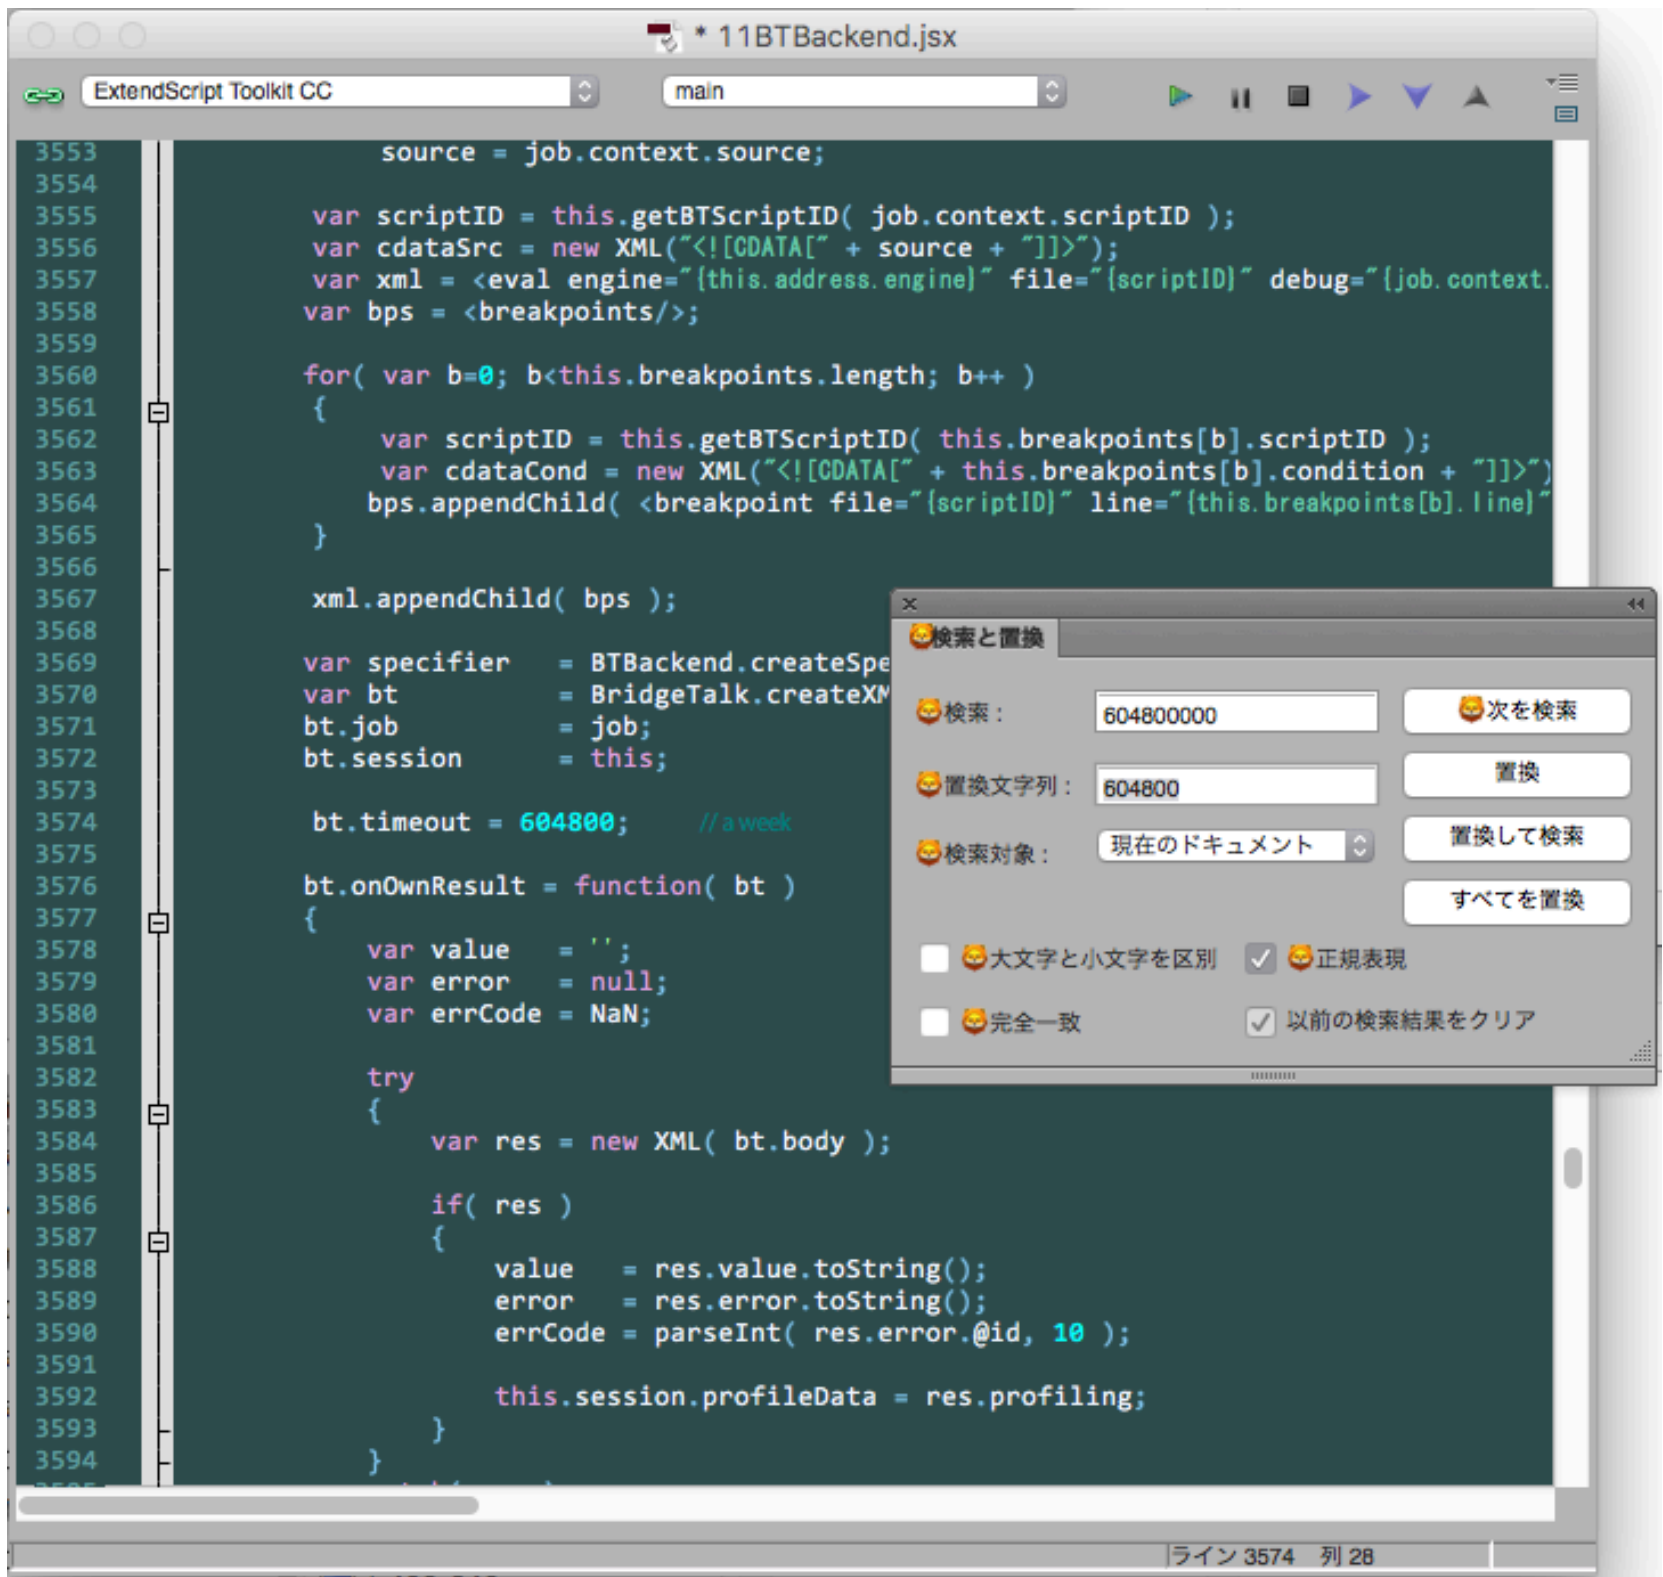 * 11BTBackend.jsx
ExtendScript Toolkit CC
main
3553 source = job.context.source;
3554
3555 var scriptID = this.getBTScriptID( job.context.scriptID );
3556 var cdataSrc = new XML("<![CDATA[" + source + "]]>");
3557 var xml = <eval engine="{this.address.engine}" file="{scriptID}" debug="{job.context.
3558 var bps = <breakpoints/>;
3559
3560 for( var b=0; b<this.breakpoints.length; b++ )
3561 {
3562 var scriptID = this.getBTScriptID( this.breakpoints[b].scriptID );
3563 var cdataCond = new XML("<![CDATA[" + this.breakpoints[b].condition + "]]>")
3564 bps.appendChild( <breakpoint file="{scriptID}" line="{this.breakpoints[b].line}"
3565 }
3566
3567 xml.appendChild( bps );
3568
3569 var specifier = BTBackend.createSpe
3570 var bt = BridgeTalk.createXM
3571 bt.job = job;
3572 bt.session = this;
3573
3574 bt.timeout = 604800; // a week
3575
3576 bt.onOwnResult = function( bt )
3577 {
3578 var value = '';
3579 var error = null;
3580 var errCode = NaN;
3581
3582 try
3583 {
3584 var res = new XML( bt.body );
3585
3586 if( res )
3587 {
3588 value = res.value.toString();
3589 error = res.error.toString();
3590 errCode = parseInt( res.error.@id, 10 );
3591
3592 this.session.profileData = res.profiling;
3593 }
3594 }
検索と置換
検索: 604800000 次を検索
置換文字列: 604800 置換
検索対象: 現在のドキュメント 置換して検索
すべてを置換
大文字と小文字を区別 正規表現
完全一致 以前の検索結果をクリア
ライン 3574 列 28